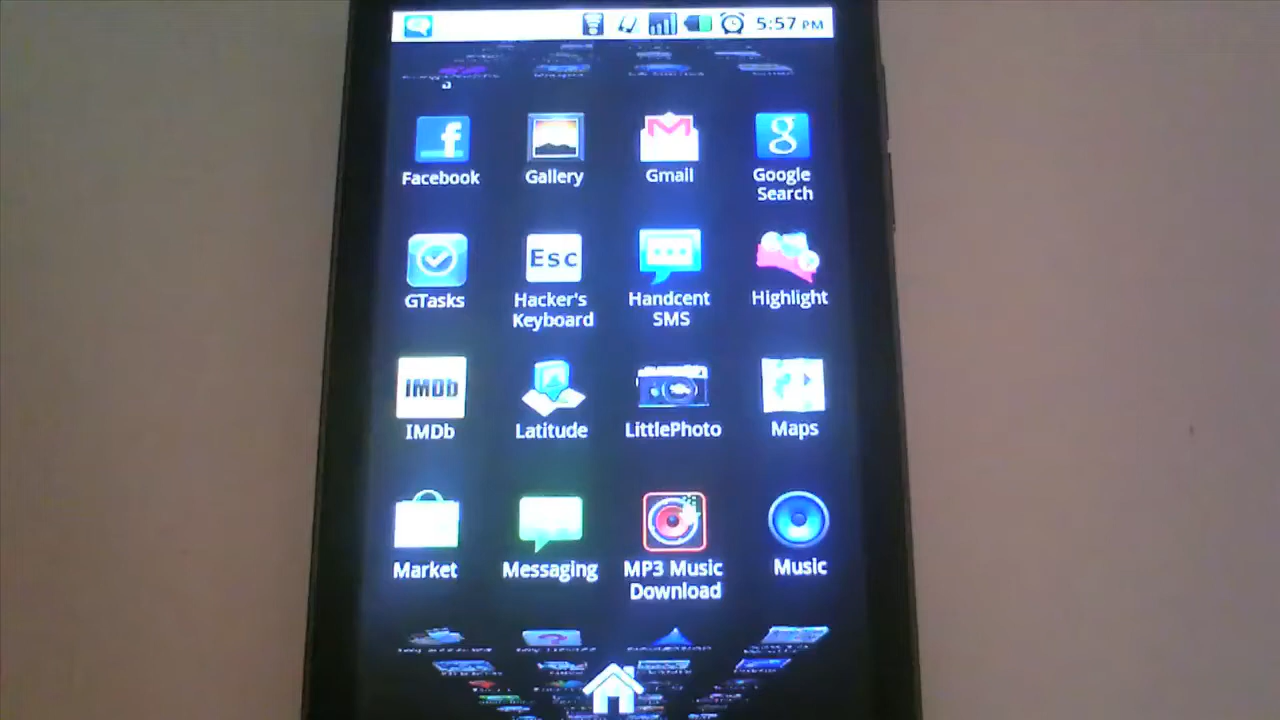 5:57 PM
Facebook
Gallery
Gmail
Google
Search
GTasks
Esc
Hacker's
Keyboard
Handcent
SMS
Highlight
IMDb
IMDb
Latitude
LittlePhoto
Maps
Market
Messaging
MP3 Music
Download
Music